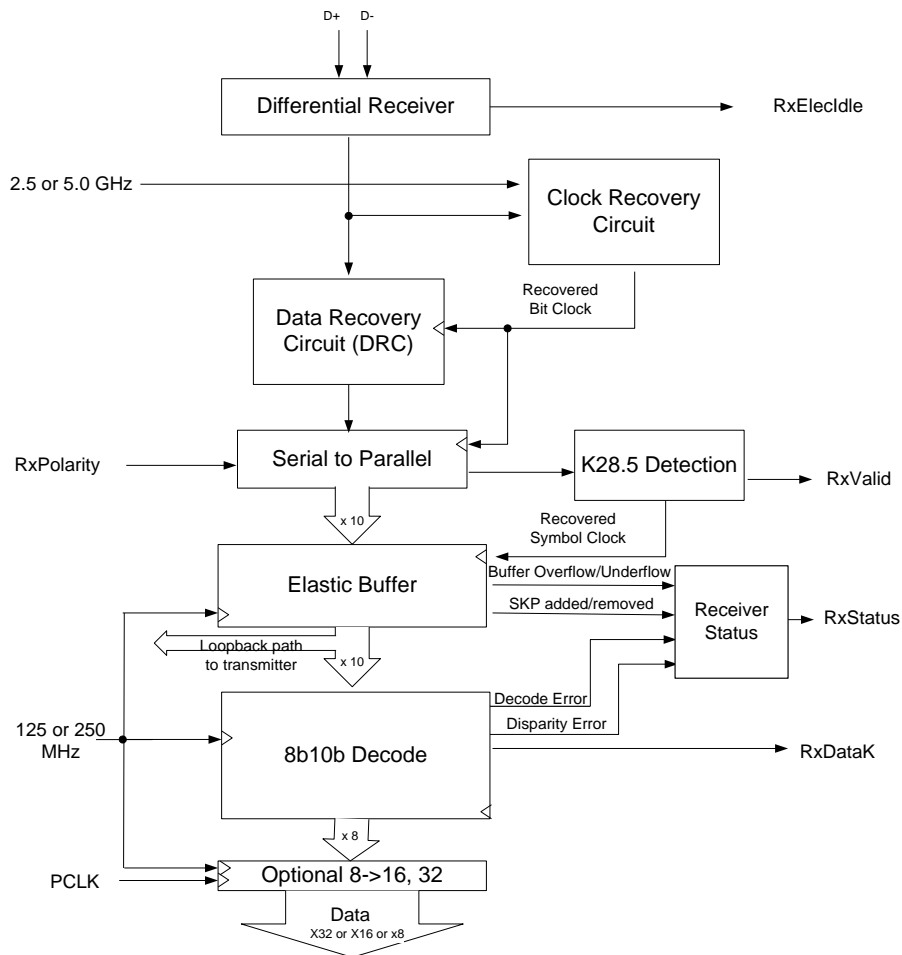 D+ D-
Differential Receiver
RxElecIdle
2.5 or 5.0 GHz
Clock Recovery
Circuit
Recovered
Bit Clock
Data Recovery
Circuit (DRC)
RxPolarity
Serial to Parallel
K28.5 Detection
RxValid
x 10
Recovered
Symbol Clock
Elastic Buffer
Buffer Overflow/Underflow
SKP added/removed
Receiver
Status
RxStatus
Loopback path
to transmitter
x 10
Decode Error
Disparity Error
125 or 250
MHz
8b10b Decode
RxDataK
x 8
PCLK
Optional 8->16, 32
Data
X32 or X16 or x8